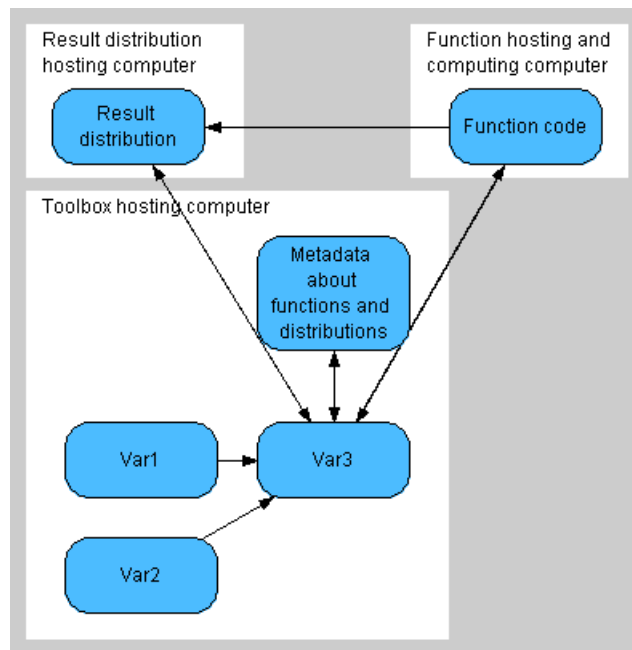 Result distribution
hosting computer
Function hosting and
computing computer
Result
distribution
Function code
Toolbox hosting computer
Metadata
about
functions and
distributions
Var1
Var3
Var2